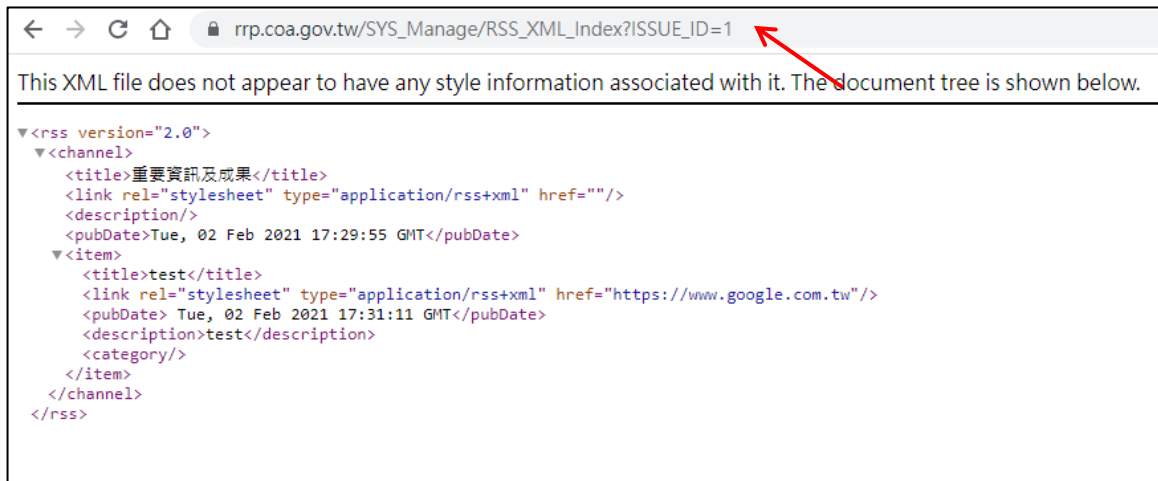 rrp.coa.gov.tw/SYS_Manage/RSS_XML_Index?ISSUE_ID=1
This XML file does not appear to have any style information associated with it. The document tree is shown below.
▼<rss version="2.0">
▼<channel>
<title>重要資訊及成果</title>
<link rel="stylesheet" type="application/rss+xml" href=""/>
<description/>
<pubDate>Tue, 02 Feb 2021 17:29:55 GMT</pubDate>
▼<item>
<title>test</title>
<link rel="stylesheet" type="application/rss+xml" href="https://www.google.com.tw"/>
<pubDate> Tue, 02 Feb 2021 17:31:11 GMT</pubDate>
<description>test</description>
<category/>
</item>
</channel>
</rss>